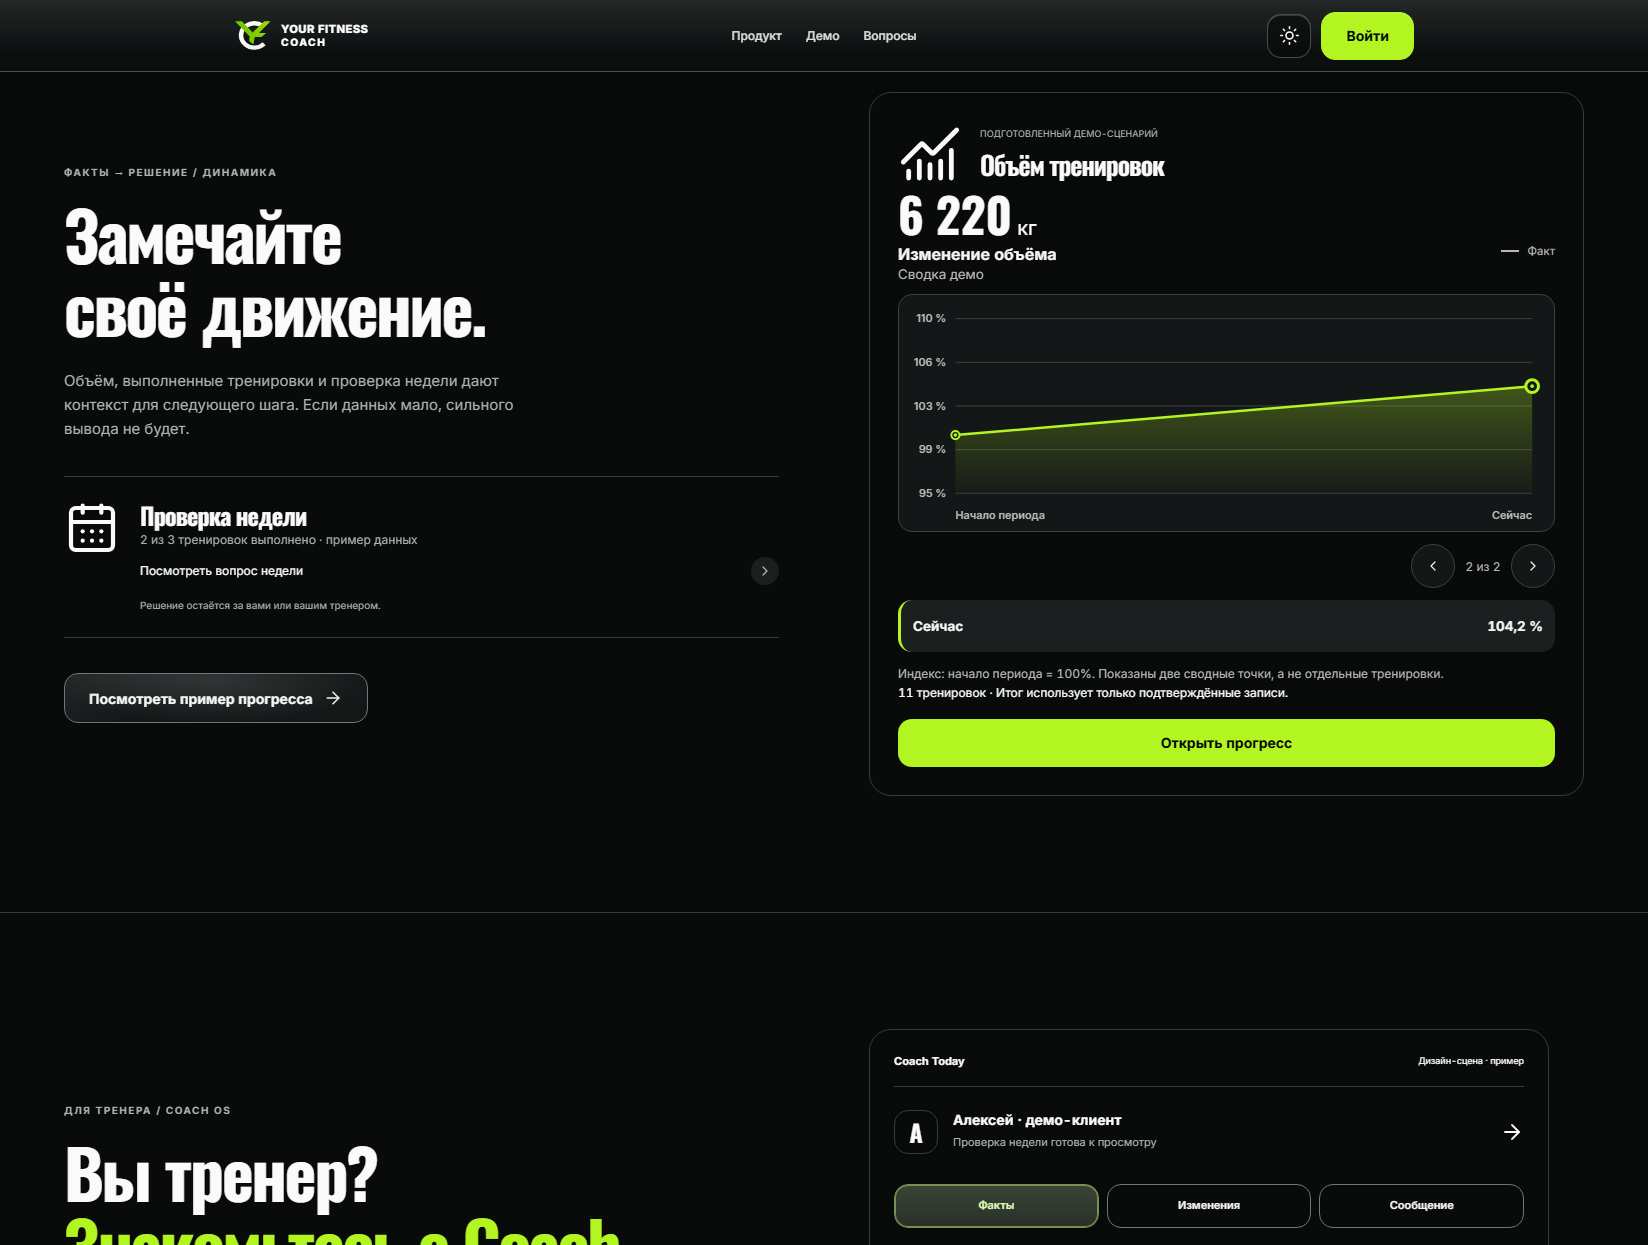 YOUR FITNESS
COACH
Продукт
Демо
Вопросы
Войти
ФАКТЫ → РЕШЕНИЕ / ДИНАМИКА
Замечайте
своё движение.
Объём, выполненные тренировки и проверка недели дают
контекст для следующего шага. Если данных мало, сильного
вывода не будет.
Проверка недели
2 из 3 тренировок выполнено · пример данных
Посмотреть вопрос недели
Решение остаётся за вами или вашим тренером.
Посмотреть пример прогресса
ПОДГОТОВЛЕННЫЙ ДЕМО-СЦЕНАРИЙ
Объём тренировок
6 220 КГ
Изменение объёма
Сводка демо
Факт
110 %
106 %
103 %
99 %
95 %
Начало периода
Сейчас
2 из 2
Сейчас
104,2 %
Индекс: начало периода = 100%. Показаны две сводные точки, а не отдельные тренировки.
11 тренировок · Итог использует только подтверждённые записи.
Открыть прогресс
ДЛЯ ТРЕНЕРА / COACH OS
Вы тренер?
Знакомьтесь с Coach
Coach Today
Дизайн-сцена · пример
А
Алексей · демо-клиент
Проверка недели готова к просмотру
Факты
Изменения
Сообщение